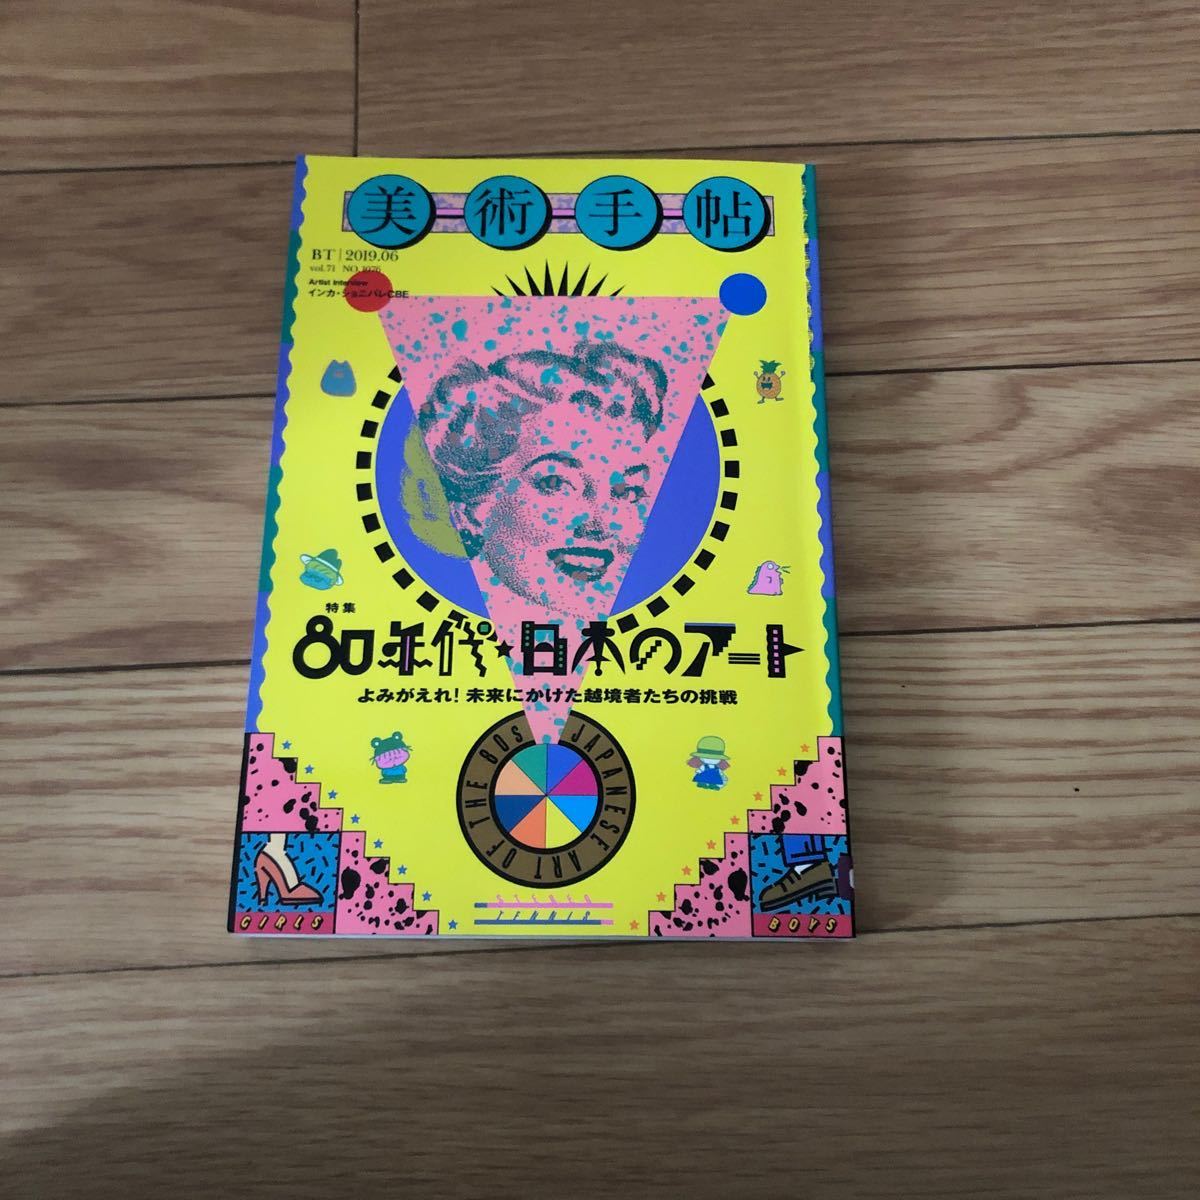 美術手帖
BT | 2019.06
vol.71 NO.1076
Artist Interview
インカ・ショニバレCBE
特集
80年代★日本のアート
よみがえれ！未来にかけた越境者たちの挑戦
JAPANESE ART OF THE 80S
STEREO
TENNIS
GIRLS
BOYS